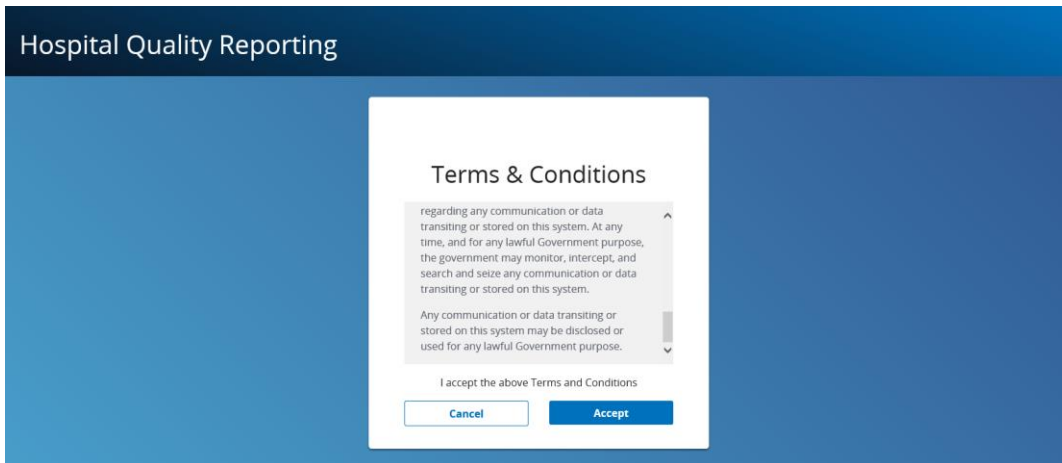 Hospital Quality Reporting
Terms & Conditions
regarding any communication or data
transiting or stored on this system. At any
time, and for any lawful Government purpose,
the government may monitor, intercept, and
search and seize any communication or data
transiting or stored on this system.
Any communication or data transiting or
stored on this system may be disclosed or
used for any lawful Government purpose.
I accept the above Terms and Conditions
Cancel Accept